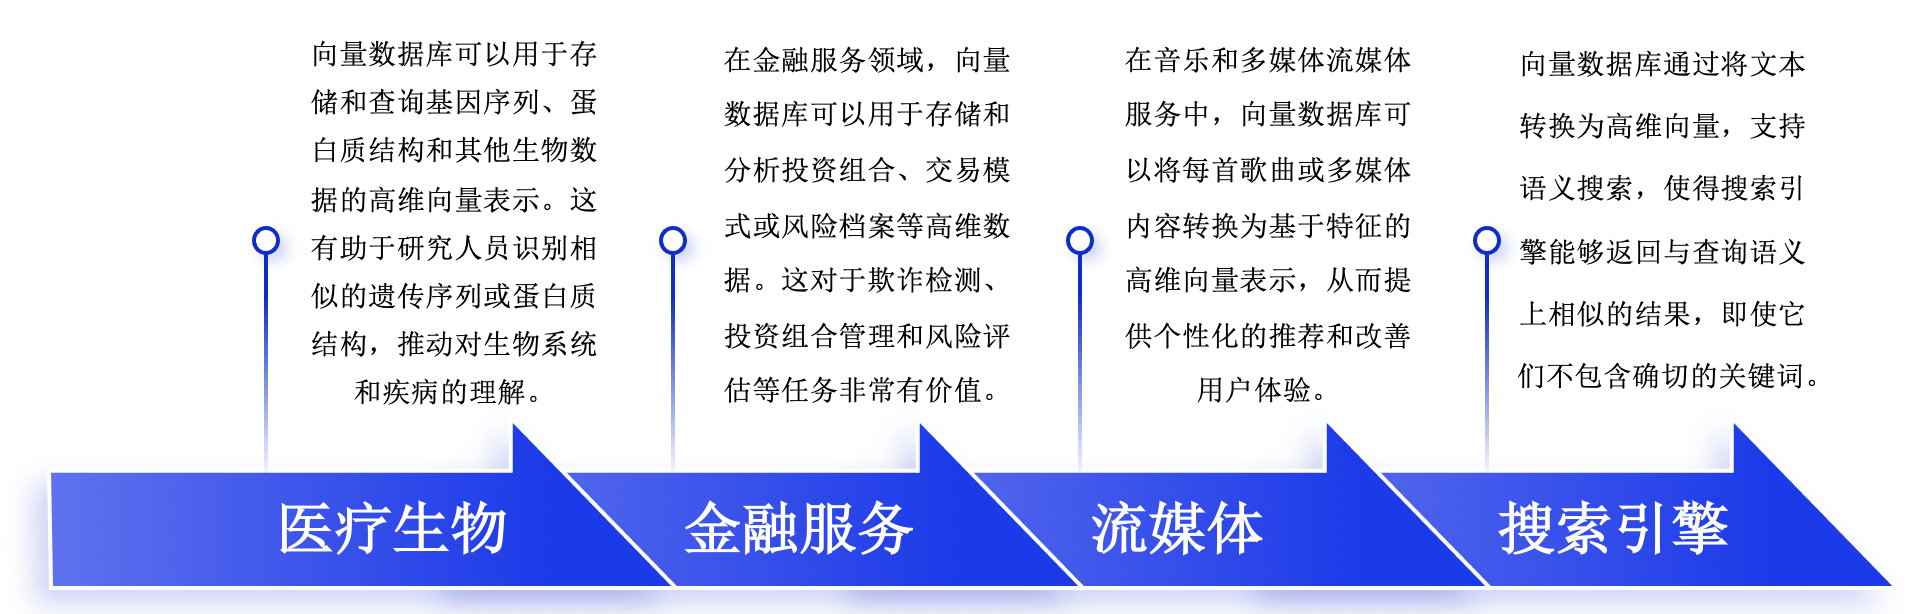 向量数据库可以用于存
储和查询基因序列、蛋
白质结构和其他生物数
据的高维向量表示。这
有助于研究人员识别相
似的遗传序列或蛋白质
结构，推动对生物系统
和疾病的理解。
医疗生物
在金融服务领域，向量
数据库可以用于存储和
分析投资组合、交易模
式或风险档案等高维数
据。这对于欺诈检测、
投资组合管理和风险评
估等任务非常有价值。
金融服务
在音乐和多媒体流媒体
服务中，向量数据库可
以将每首歌曲或多媒体
内容转换为基于特征的
高维向量表示，从而提
供个性化的推荐和改善
用户体验。
流媒体
向量数据库通过将文本
转换为高维向量，支持
语义搜索，使得搜索引
擎能够返回与查询语义
上相似的结果，即使它
们不包含确切的关键词。
搜索引擎